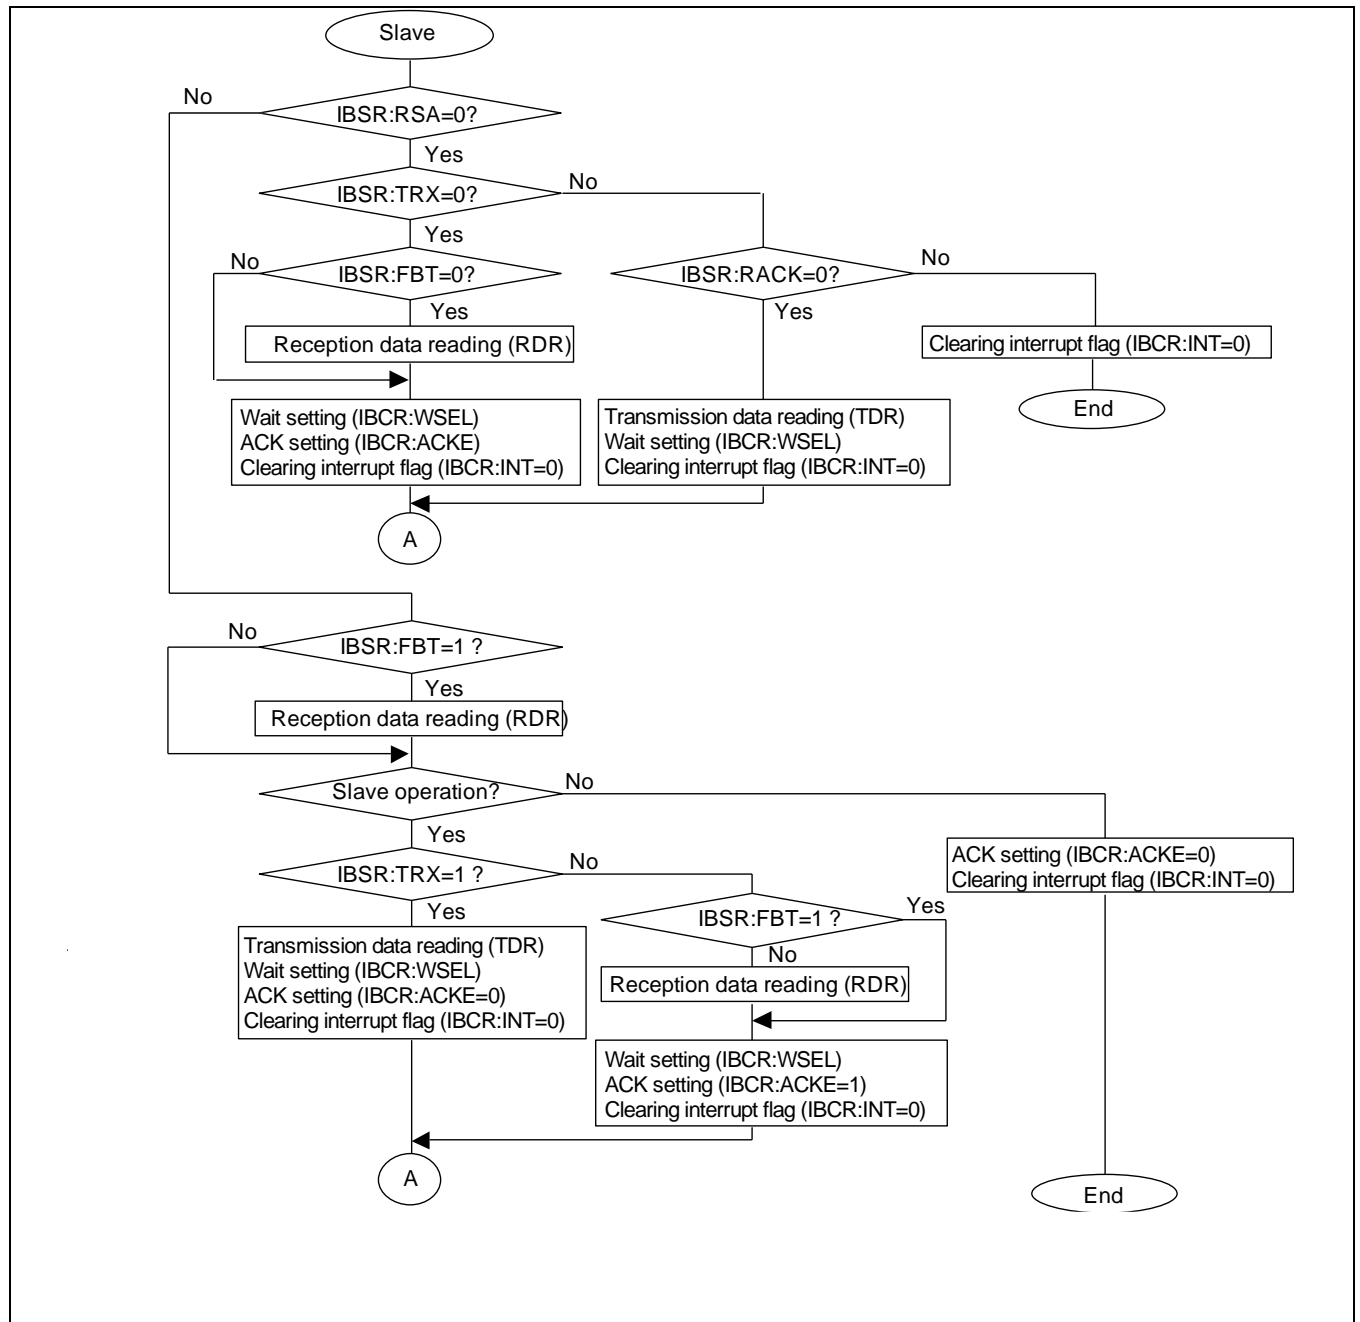 Slave
No
IBSR:RSA=0?
Yes
IBSR:TRX=0?
No
Yes
No
IBSR:FBT=0?
IBSR:RACK=0?
No
Yes
Yes
Reception data reading (RDR)
Clearing interrupt flag (IBCR:INT=0)
Wait setting (IBCR:WSEL)
ACK setting (IBCR:ACKE)
Clearing interrupt flag (IBCR:INT=0)
Transmission data reading (TDR)
Wait setting (IBCR:WSEL)
Clearing interrupt flag (IBCR:INT=0)
End
A
No
IBSR:FBT=1 ?
Yes
Reception data reading (RDR)
Slave operation?
No
Yes
IBSR:TRX=1 ?
No
ACK setting (IBCR:ACKE=0)
Clearing interrupt flag (IBCR:INT=0)
Yes
IBSR:FBT=1 ?
Yes
No
Transmission data reading (TDR)
Wait setting (IBCR:WSEL)
ACK setting (IBCR:ACKE=0)
Clearing interrupt flag (IBCR:INT=0)
Reception data reading (RDR)
Wait setting (IBCR:WSEL)
ACK setting (IBCR:ACKE=1)
Clearing interrupt flag (IBCR:INT=0)
A
End